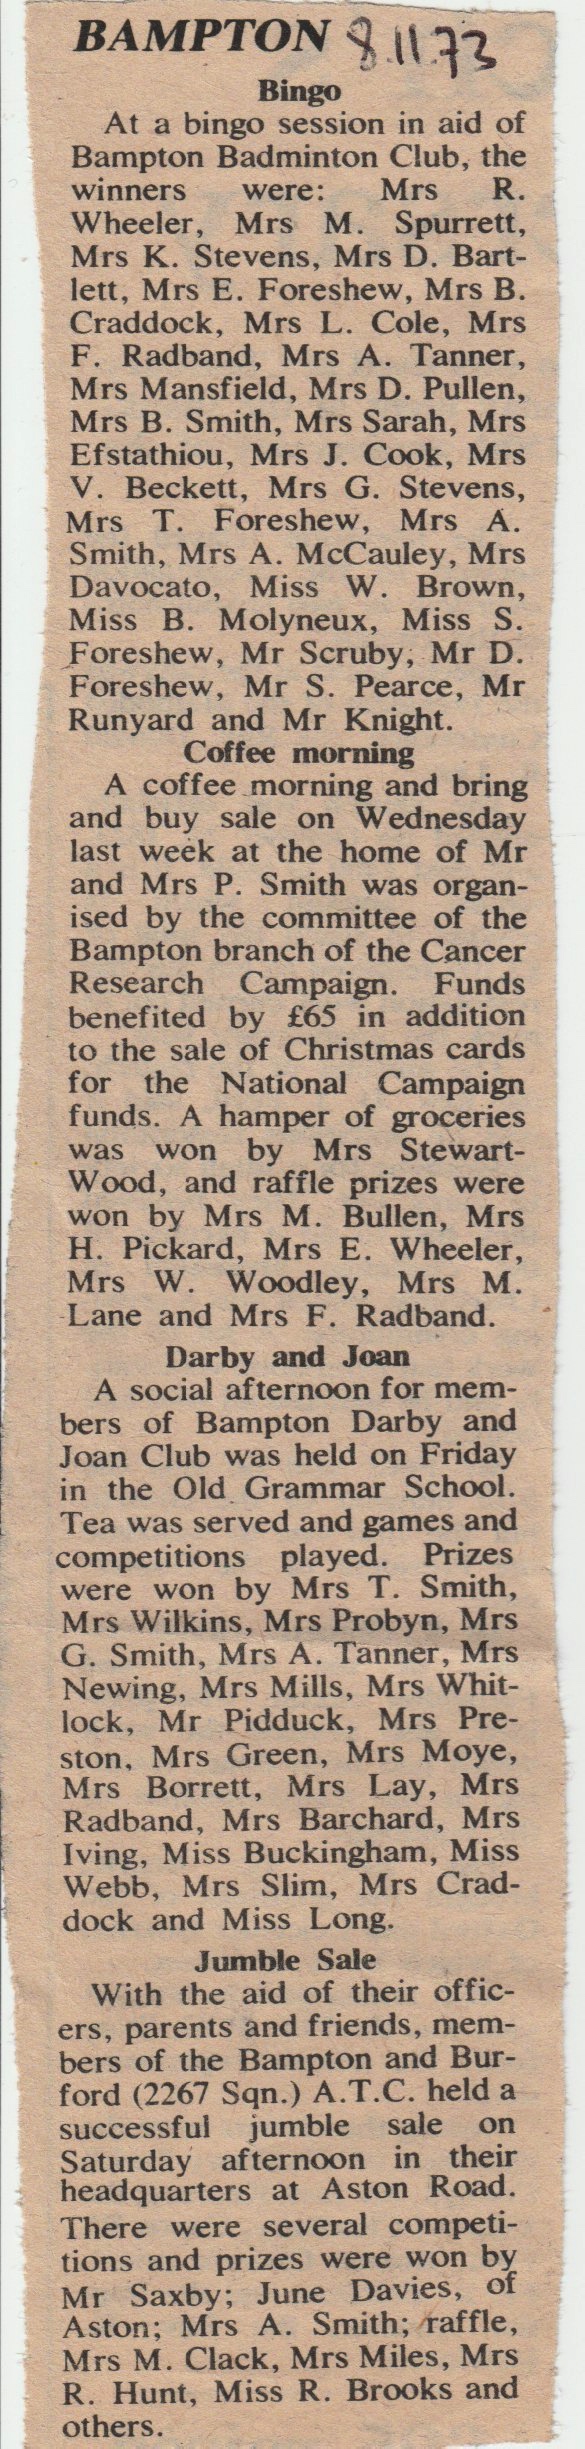 BAMPTON 8.11.73
Bingo
At a bingo session in aid of
Bampton Badminton Club, the
winners were: Mrs R.
Wheeler, Mrs M. Spurrett,
Mrs K. Stevens, Mrs D. Bart-
lett, Mrs E. Foreshew, Mrs B.
Craddock, Mrs L. Cole, Mrs
F. Radband, Mrs A. Tanner,
Mrs Mansfield, Mrs D. Pullen,
Mrs B. Smith, Mrs Sarah, Mrs
Efstathiou, Mrs J. Cook, Mrs
V. Beckett, Mrs G. Stevens,
Mrs T. Foreshew, Mrs A.
Smith, Mrs A. McCauley, Mrs
Davocato, Miss W. Brown,
Miss B. Molyneux, Miss S.
Foreshew, Mr Scruby, Mr D.
Foreshew, Mr S. Pearce, Mr
Runyard and Mr Knight.
Coffee morning
A coffee morning and bring
and buy sale on Wednesday
last week at the home of Mr
and Mrs P. Smith was organ-
ised by the committee of the
Bampton branch of the Cancer
Research Campaign. Funds
benefited by £65 in addition
to the sale of Christmas cards
for the National Campaign
funds. A hamper of groceries
was won by Mrs Stewart-
Wood, and raffle prizes were
won by Mrs M. Bullen, Mrs
H. Pickard, Mrs E. Wheeler,
Mrs W. Woodley, Mrs M.
Lane and Mrs F. Radband.
Darby and Joan
A social afternoon for mem-
bers of Bampton Darby and
Joan Club was held on Friday
in the Old Grammar School.
Tea was served and games and
competitions played. Prizes
were won by Mrs T. Smith,
Mrs Wilkins, Mrs Probyn, Mrs
G. Smith, Mrs A. Tanner, Mrs
Newing, Mrs Mills, Mrs Whit-
lock, Mr Pidduck, Mrs Pre-
ston, Mrs Green, Mrs Moye,
Mrs Borrett, Mrs Lay, Mrs
Radband, Mrs Barchard, Mrs
Iving, Miss Buckingham, Miss
Webb, Mrs Slim, Mrs Crad-
dock and Miss Long.
Jumble Sale
With the aid of their offic-
ers, parents and friends, mem-
bers of the Bampton and Bur-
ford (2267 Sqn.) A.T.C. held a
successful jumble sale on
Saturday afternoon in their
headquarters at Aston Road.
There were several competi-
tions and prizes were won by
Mr Saxby; June Davies, of
Aston; Mrs A. Smith; raffle,
Mrs M. Clack, Mrs Miles, Mrs
R. Hunt, Miss R. Brooks and
others.